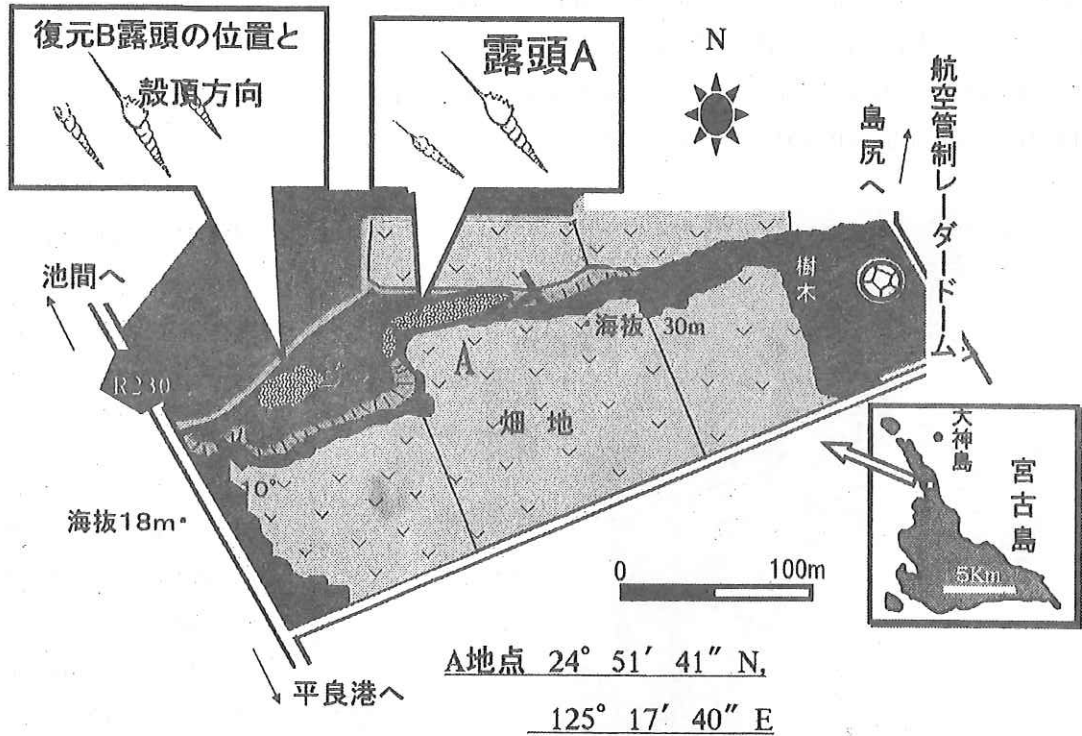 復元B露頭の位置と
殻頂方向
露頭A
N
航空管制レーダードーム
島尻へ
池間へ
樹木
海抜 30m
R230
A
畑地
10°
海抜18m
大神島
宮古島
5Km
0 100m
平良港へ
A地点 24° 51′ 41″ N,
125° 17′ 40″ E